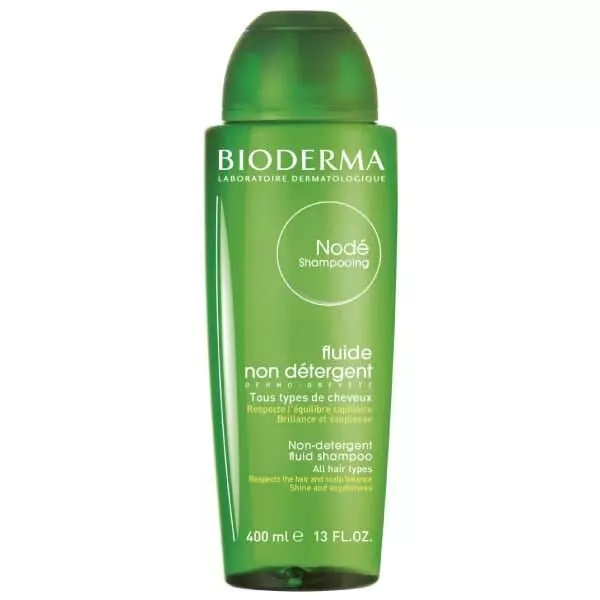 BIODERMA
LABORATOIRE DERMATOLOGIQUE
Nodé
Shampooing
fluide
non détergent
DERMO-BREVETÉ
Tous types de cheveux
Respecte l'équilibre capillaire
Brillance et souplesse
Non-detergent
fluid shampoo
All hair types
Respects the hair and scalp balance
Shine and suppleness
400 ml e 13 FL.OZ.